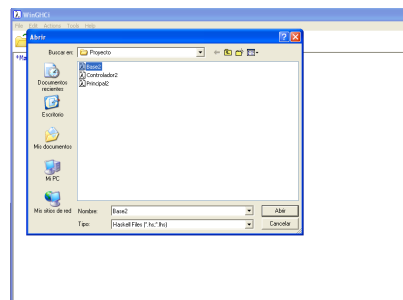 WinGHCi
File Edit Actions Tools Help
Abrir
Buscar en: Proyecto
Base2
Controlador2
Principal2
Documentos recientes
Escritorio
Mis documentos
Mi PC
Mis sitios de red
Nombre: Base2 Abrir
Tipo: Haskell Files (*.hs;*.lhs) Cancelar